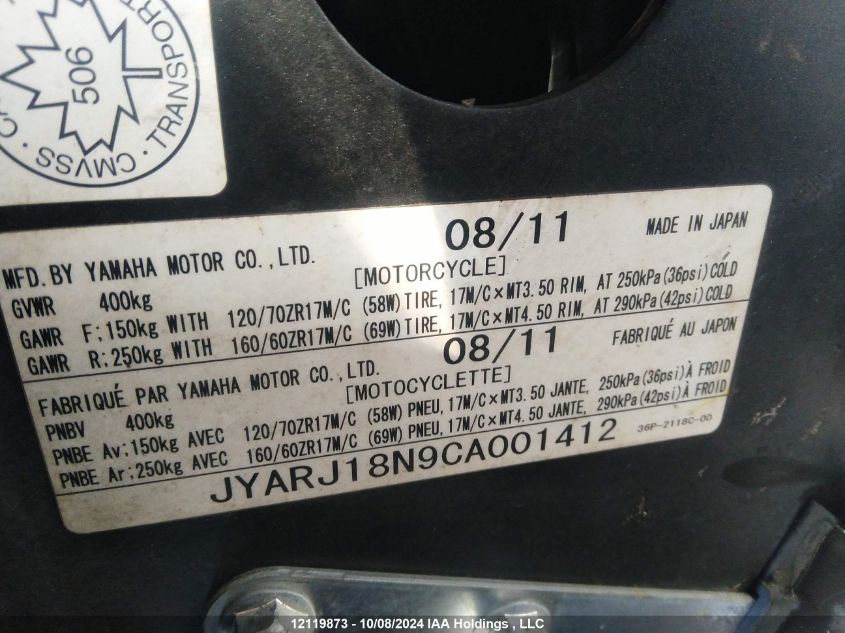 506
CMVSS · TRANSPORT
MFD. BY YAMAHA MOTOR CO., LTD. 08/11 MADE IN JAPAN
[MOTORCYCLE]
GVWR 400kg
GAWR F:150kg WITH 120/70ZR17M/C (58W) TIRE, 17M/C×MT3.50 RIM, AT 250kPa(36psi)COLD
GAWR R:250kg WITH 160/60ZR17M/C (69W) TIRE, 17M/C×MT4.50 RIM, AT 290kPa(42psi)COLD
FABRIQUÉ PAR YAMAHA MOTOR CO., LTD. 08/11 FABRIQUÉ AU JAPON
[MOTOCYCLETTE]
PNBV 400kg
PNBE Av:150kg AVEC 120/70ZR17M/C (58W) PNEU, 17M/C×MT3.50 JANTE, 250kPa(36psi)À FROID
PNBE Ar:250kg AVEC 160/60ZR17M/C (69W) PNEU, 17M/C×MT4.50 JANTE, 290kPa(42psi)À FROID
JYARJ18N9CA001412 36P-2118C-00
12119873 - 10/08/2024 IAA Holdings , LLC